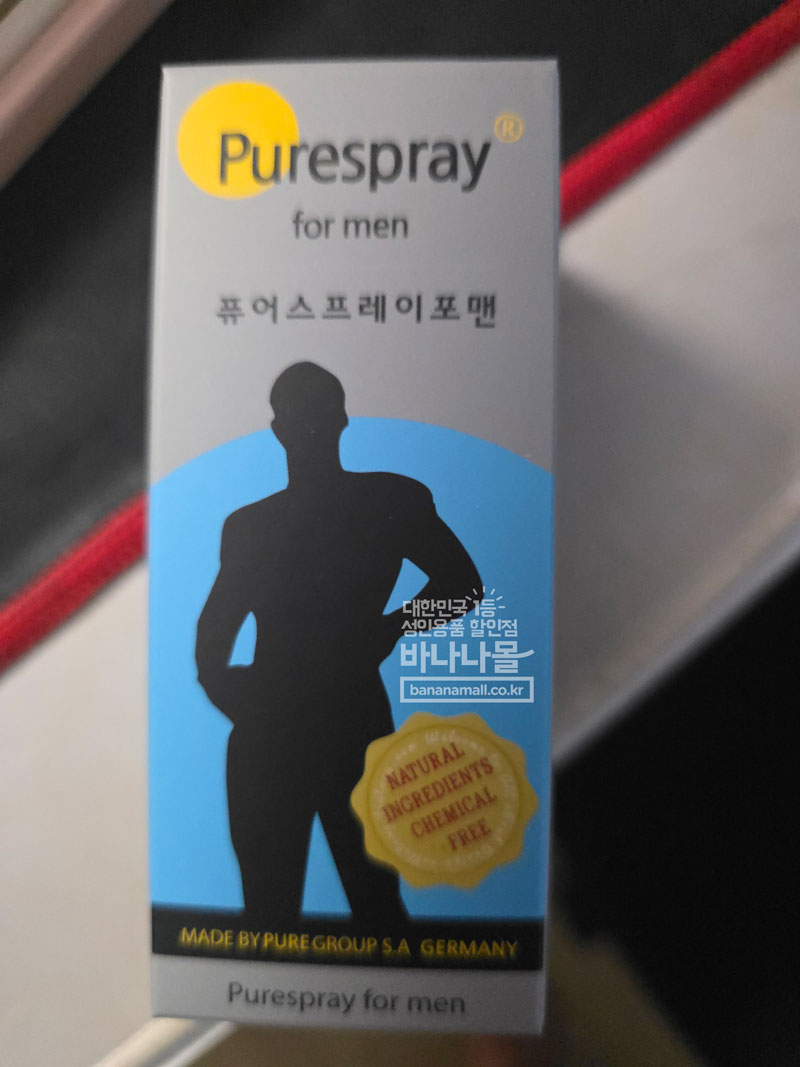 Purespray®
for men
퓨어스프레이포맨
대한민국 1등
성인용품 할인점
바나나몰
bananamall.co.kr
NATURAL
INGREDIENTS
CHEMICAL
FREE
MADE BY PURE GROUP S.A GERMANY
Purespray for men